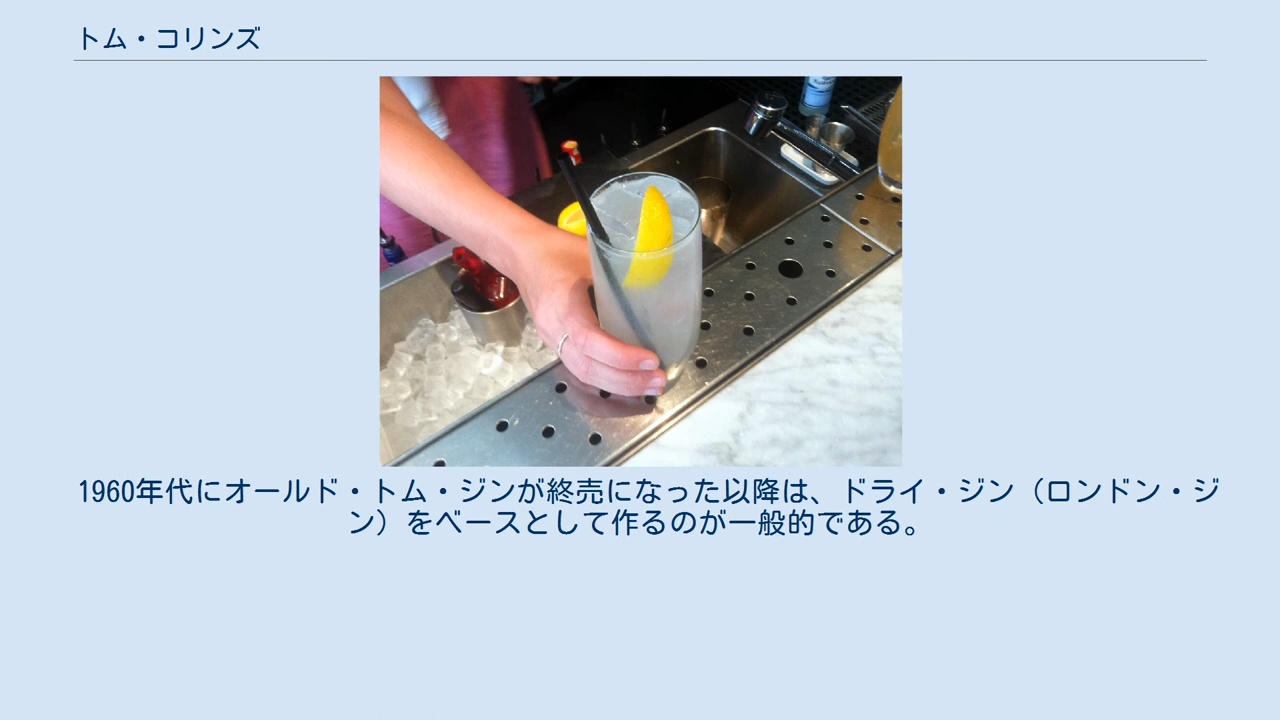 トム・コリンズ
1960年代にオールド・トム・ジンが終売になった以降は、ドライ・ジン（ロンドン・ジ
ン）をベースとして作るのが一般的である。